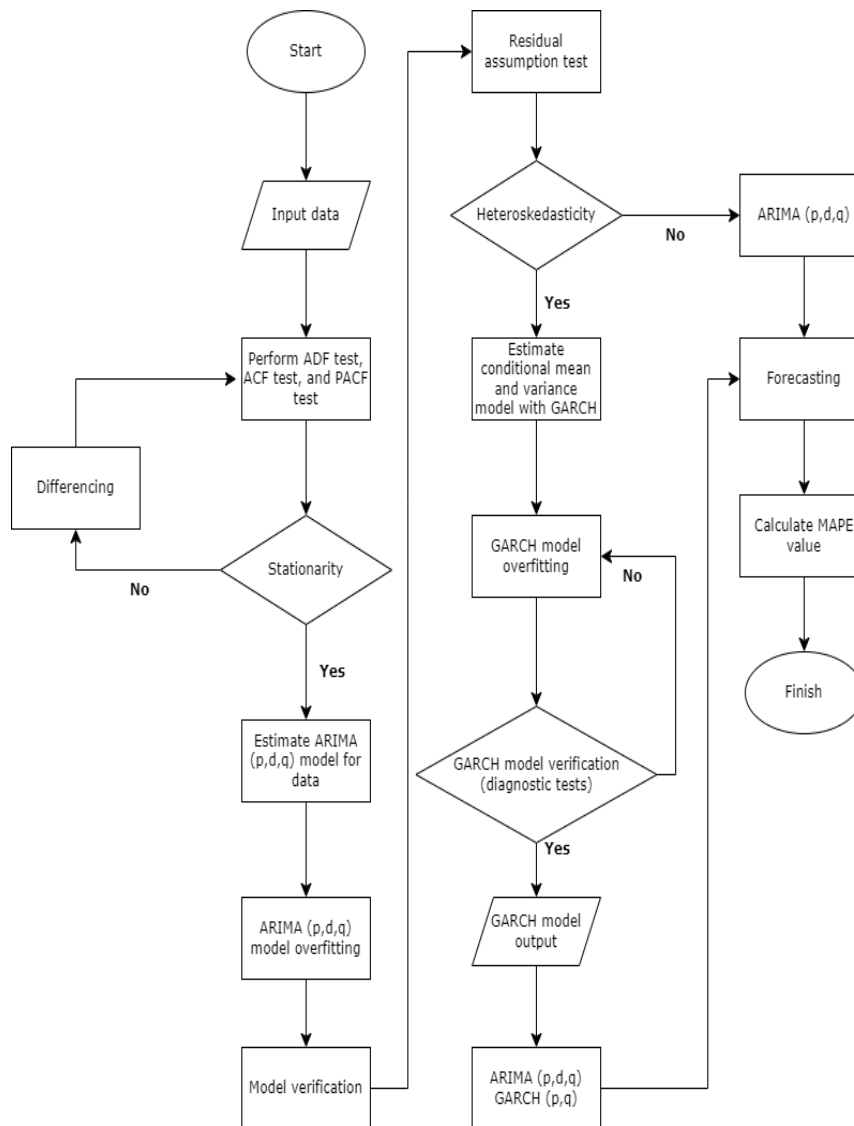 Start
Input data
Perform ADF test,
ACF test, and PACF
test
Differencing
Stationarity
No
Yes
Estimate ARIMA
(p,d,q) model for
data
ARIMA (p,d,q)
model overfitting
Model verification
Residual
assumption test
Heteroskedasticity
No
Yes
ARIMA (p,d,q)
Estimate
conditional mean
and variance
model with GARCH
GARCH model
overfitting
No
GARCH model verification
(diagnostic tests)
Yes
GARCH model
output
ARIMA (p,d,q)
GARCH (p,q)
Forecasting
Calculate MAPE
value
Finish